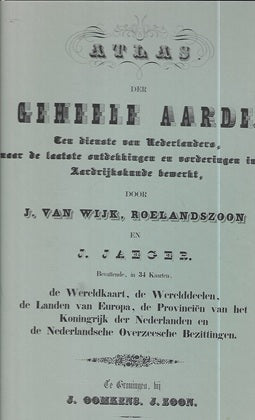 ATLAS
DER
GEHEELE AARDE
Ten dienste van Nederlanders,
naar de laatste ontdekkingen en vorderingen in
Aardrijkskunde bewerkt,
DOOR
J. VAN WIJK, ROELANDSZOON
EN
J. JAEGER.
Bevattende, in 34 Kaarten,
de Wereldkaart, de Werelddeelen,
de Landen van Europa, de Provinciën van het
Koningrijk der Nederlanden en
de Nederlandsche Overzeesche Bezittingen.
Te Groningen, bij
J. OOMKENS, J. ZOON.